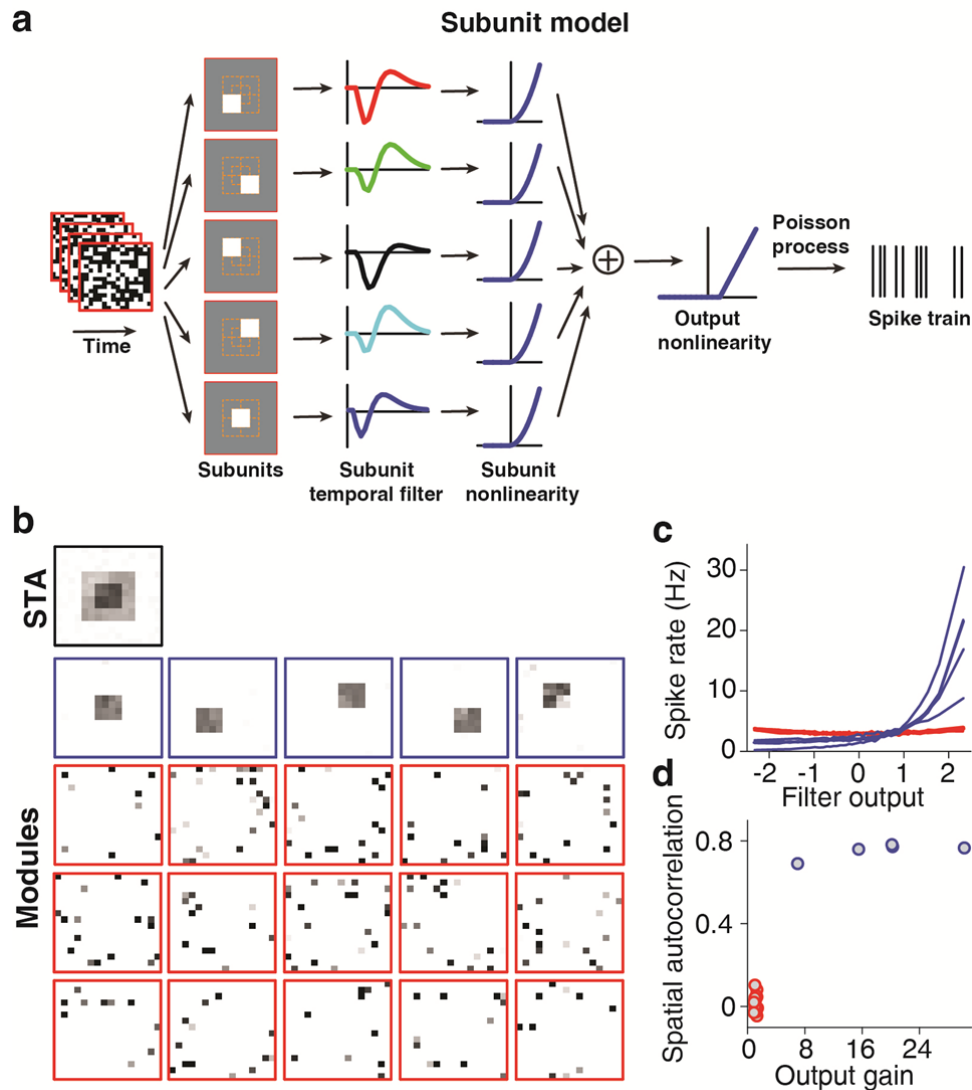 a
Subunit model
Time
Subunits
Subunit
temporal filter
Subunit
nonlinearity
Output
nonlinearity
Poisson
process
Spike train
b
STA
Modules
c
Spike rate (Hz)
30
20
10
0
-2 -1 0 1 2
Filter output
d
Spatial autocorrelation
0.8
0.4
0
0 8 16 24
Output gain